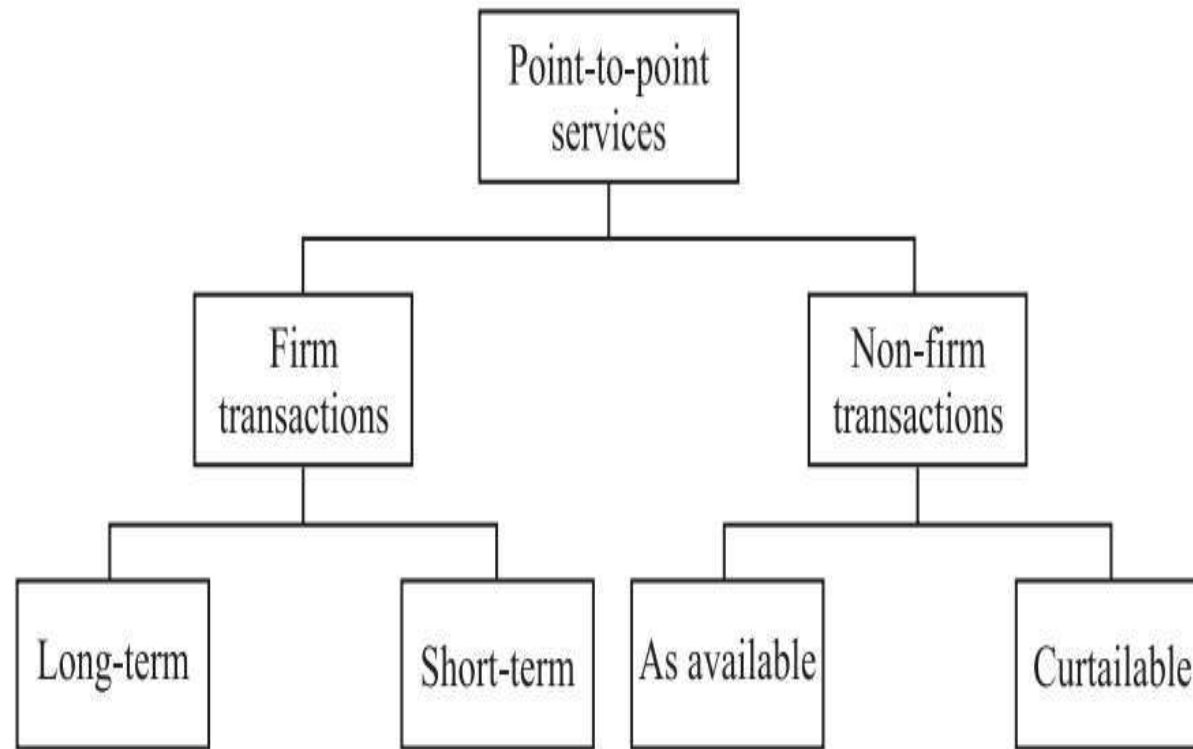 Point-to-point
services
Firm
transactions
Non-firm
transactions
Long-term
Short-term
As available
Curtailable